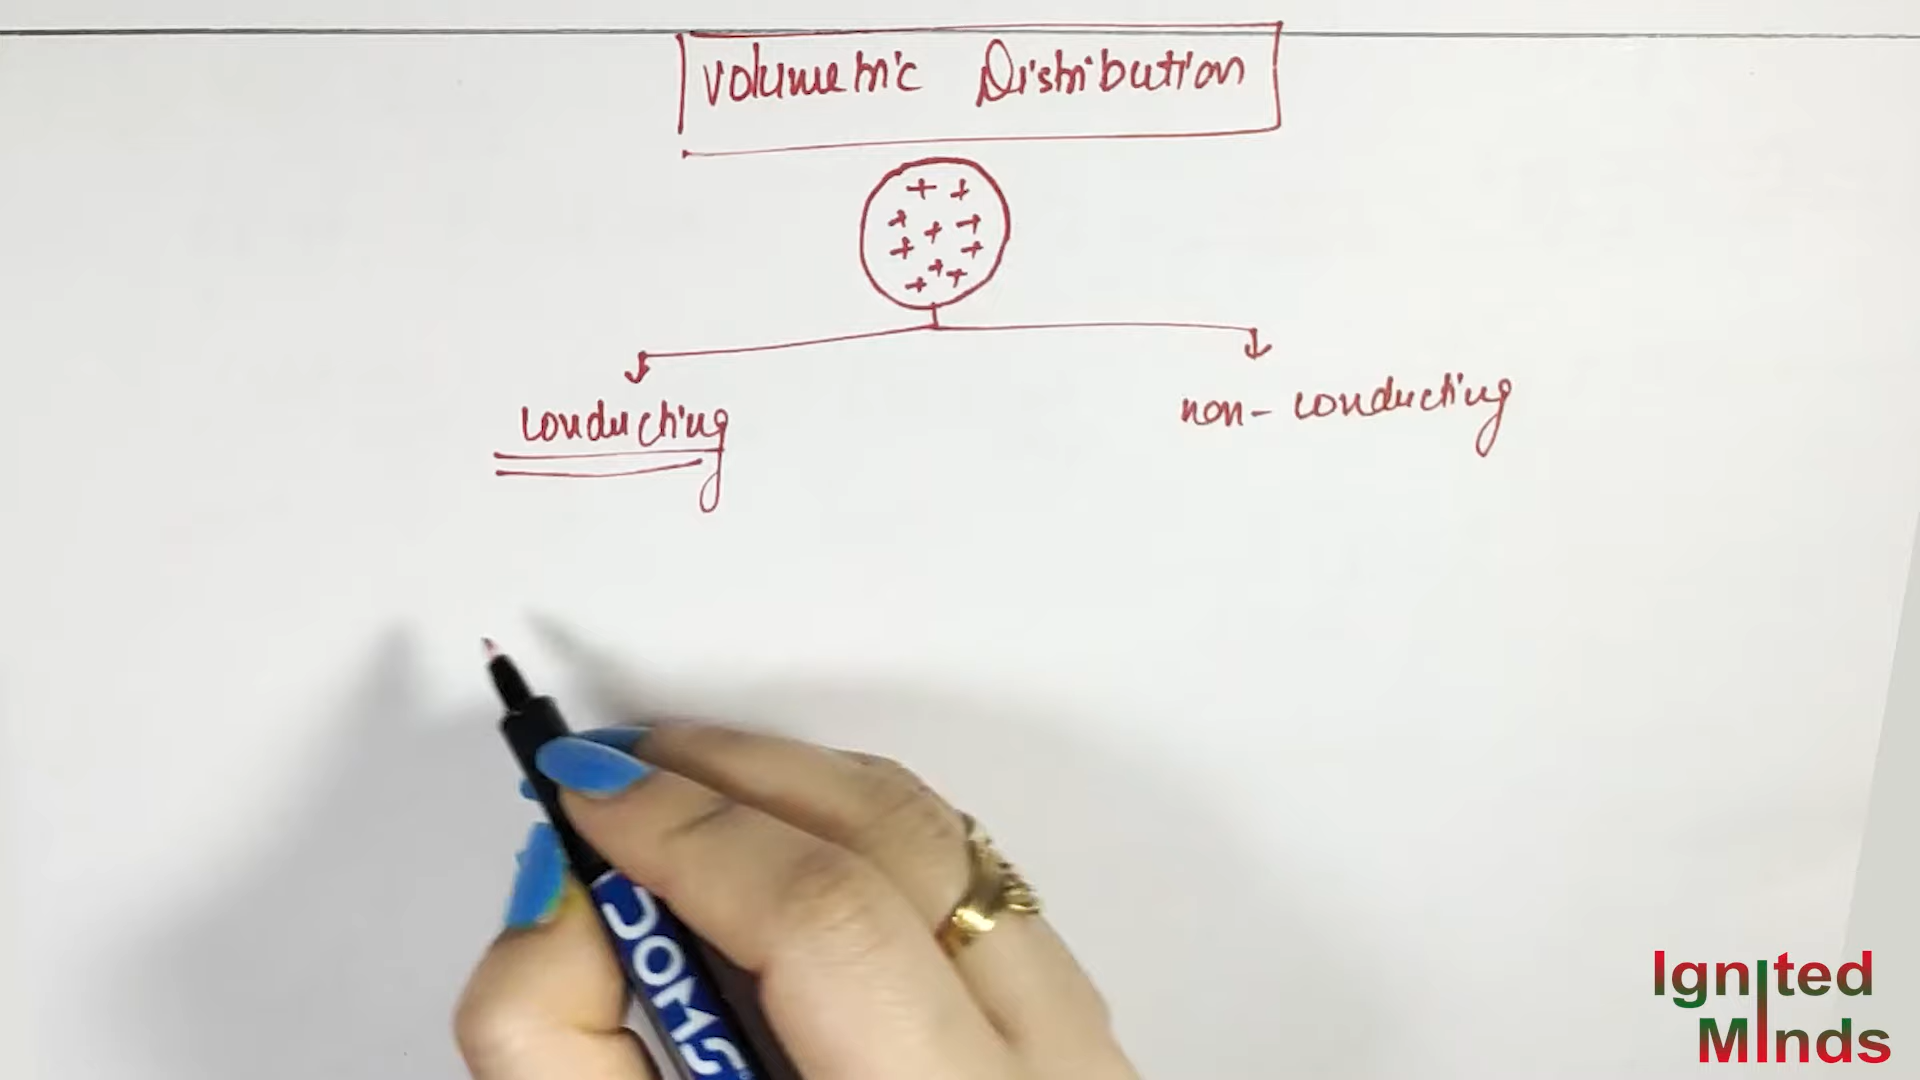 Volumetric Distribution
+ +
+ + +
+ +
+ +
+
conducting
non-conducting
DOMS
Ignited
Minds